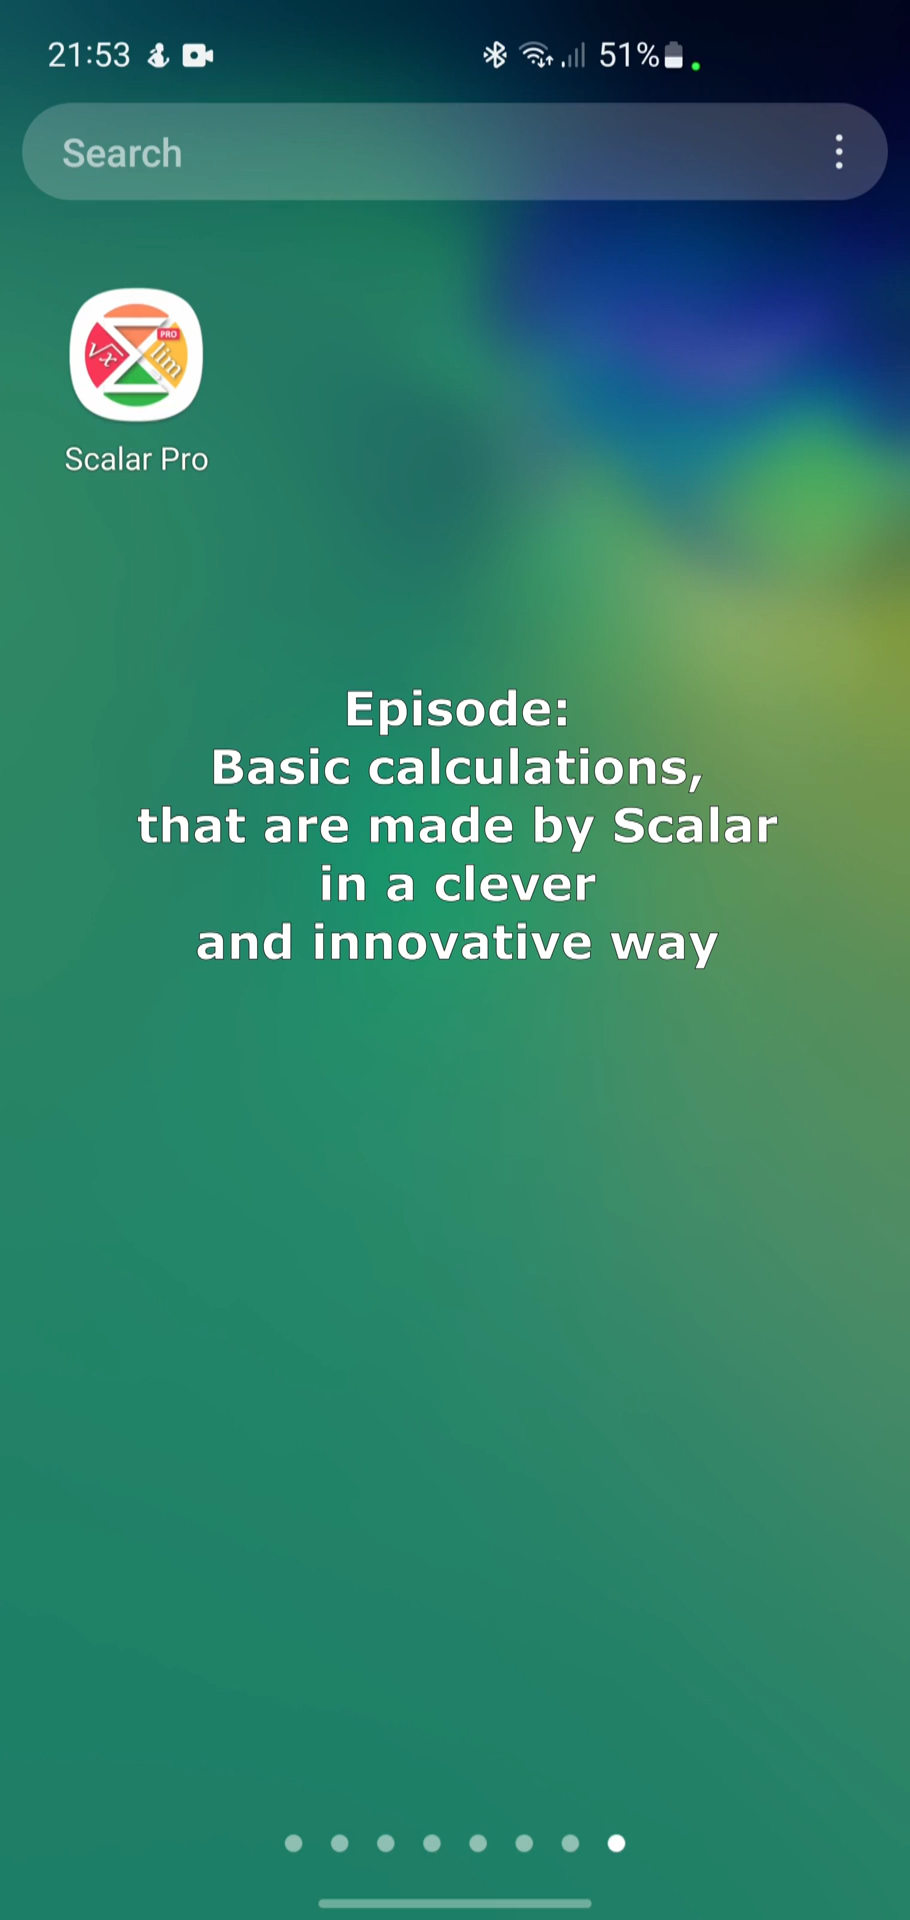 21:53
51%
Search
PRO
√x
lim
Scalar Pro
Episode:
Basic calculations,
that are made by Scalar
in a clever
and innovative way